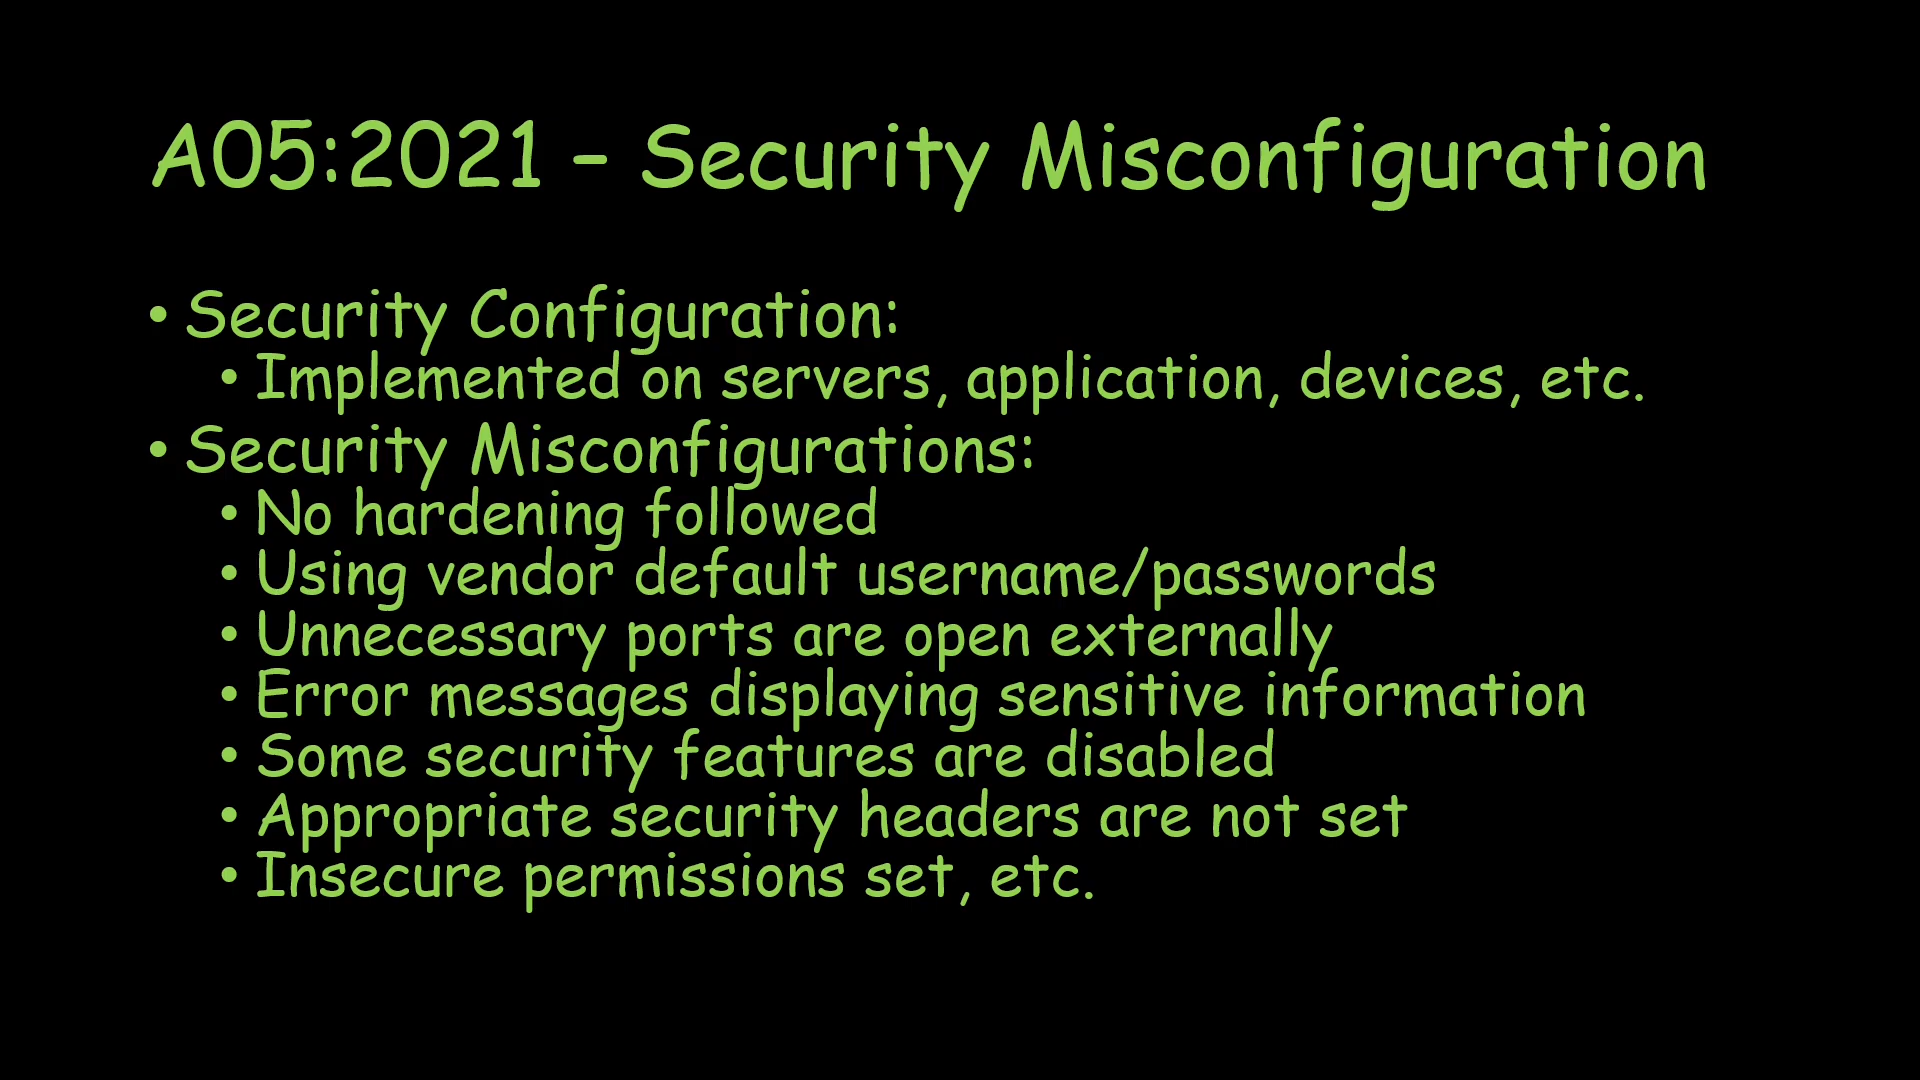 A05:2021 – Security Misconfiguration
• Security Configuration:
• Implemented on servers, application, devices, etc.
• Security Misconfigurations:
• No hardening followed
• Using vendor default username/passwords
• Unnecessary ports are open externally
• Error messages displaying sensitive information
• Some security features are disabled
• Appropriate security headers are not set
• Insecure permissions set, etc.